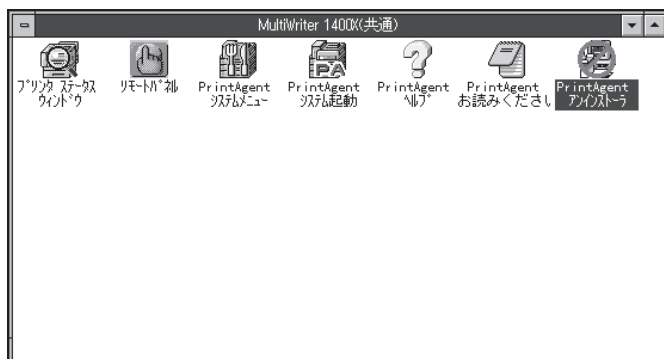 MultiWriter 1400X(共通)
プリンタ ステータス
ウィンドウ
リモートパネル
PrintAgent
システムメニュー
PrintAgent
システム起動
PrintAgent
ヘルプ
PrintAgent
お読みくださし
PrintAgent
アンインストーラ
PA